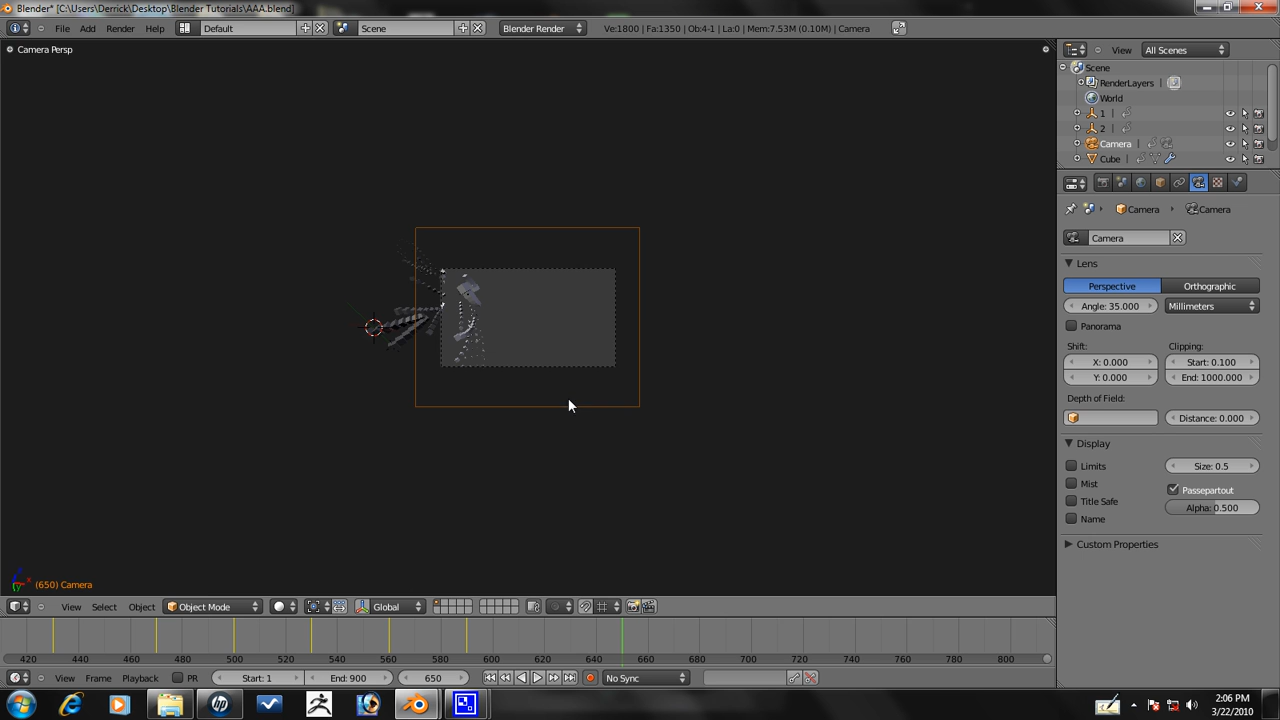 Blender* [C:\Users\Derrick\Desktop\Blender Tutorials\AAA.blend]
File Add Render Help Default Scene Blender Render Ve:1800 | Fa:1350 | Ob:4-1 | La:0 | Mem:7.53M (0.10M) | Camera
Camera Persp
View All Scenes
Scene
RenderLayers
World
1
2
Camera
Cube
Camera Camera
Camera
Lens
Perspective Orthographic
Angle: 35.000 Millimeters
Panorama
Shift: Clipping:
X: 0.000 Start: 0.100
Y: 0.000 End: 1000.000
Depth of Field:
Distance: 0.000
Display
Limits Size: 0.5
Mist Passepartout
Title Safe Alpha: 0.500
Name
Custom Properties
(650) Camera
View Select Object Object Mode Global
420 440 460 480 500 520 540 560 580 600 620 640 660 680 700 720 740 760 780 800
View Frame Playback PR Start: 1 End: 900 650 No Sync
2:06 PM
3/22/2010